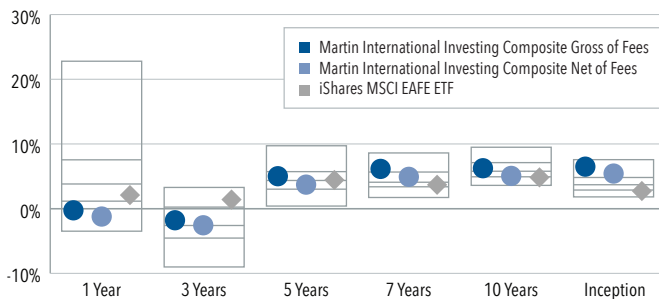 30%
Martin International Investing Composite Gross of Fees
Martin International Investing Composite Net of Fees
iShares MSCI EAFE ETF
20%
10%
0%
-10%
1 Year 3 Years 5 Years 7 Years 10 Years Inception